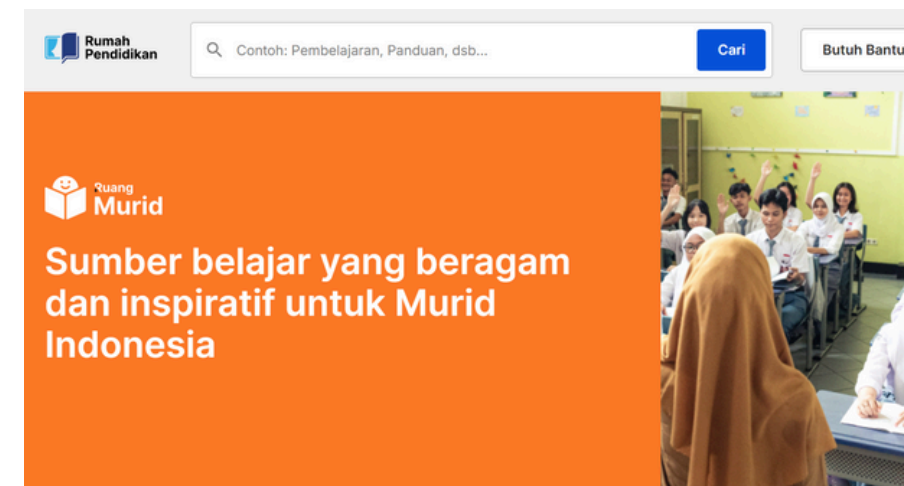 Rumah
Pendidikan
Contoh: Pembelajaran, Panduan, dsb...
Cari
Butuh Bantu
Ruang
Murid
Sumber belajar yang beragam
dan inspiratif untuk Murid
Indonesia